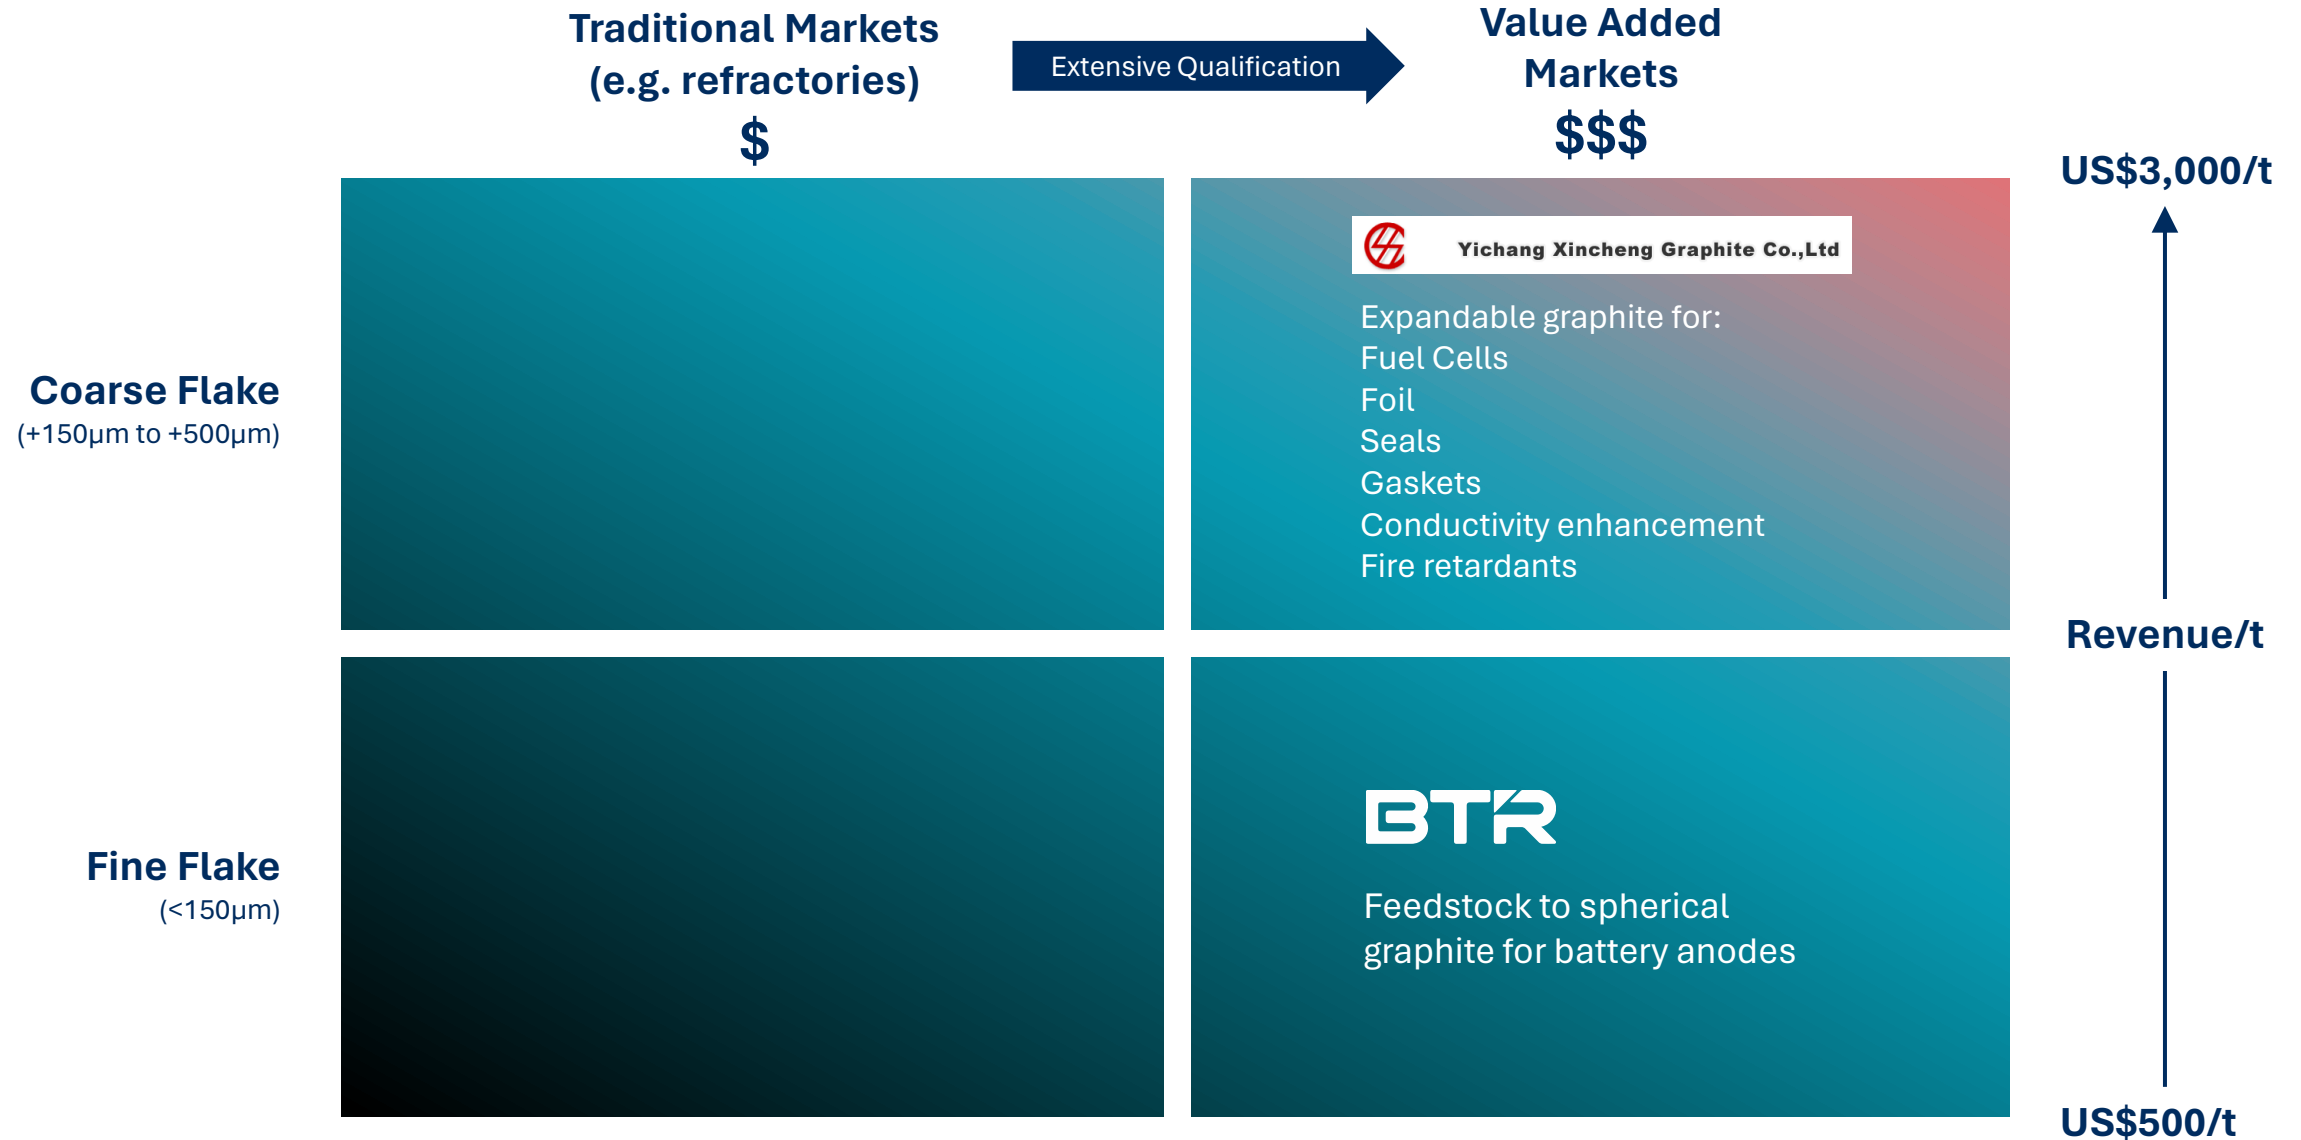 Traditional Markets
(e.g. refractories)
$
Extensive Qualification
Value Added
Markets
$$$
US$3,000/t
Coarse Flake
(+150µm to +500µm)
Yichang Xincheng Graphite Co.,Ltd
Expandable graphite for:
Fuel Cells
Foil
Seals
Gaskets
Conductivity enhancement
Fire retardants
Revenue/t
Fine Flake
(<150µm)
BTR
Feedstock to spherical
graphite for battery anodes
US$500/t